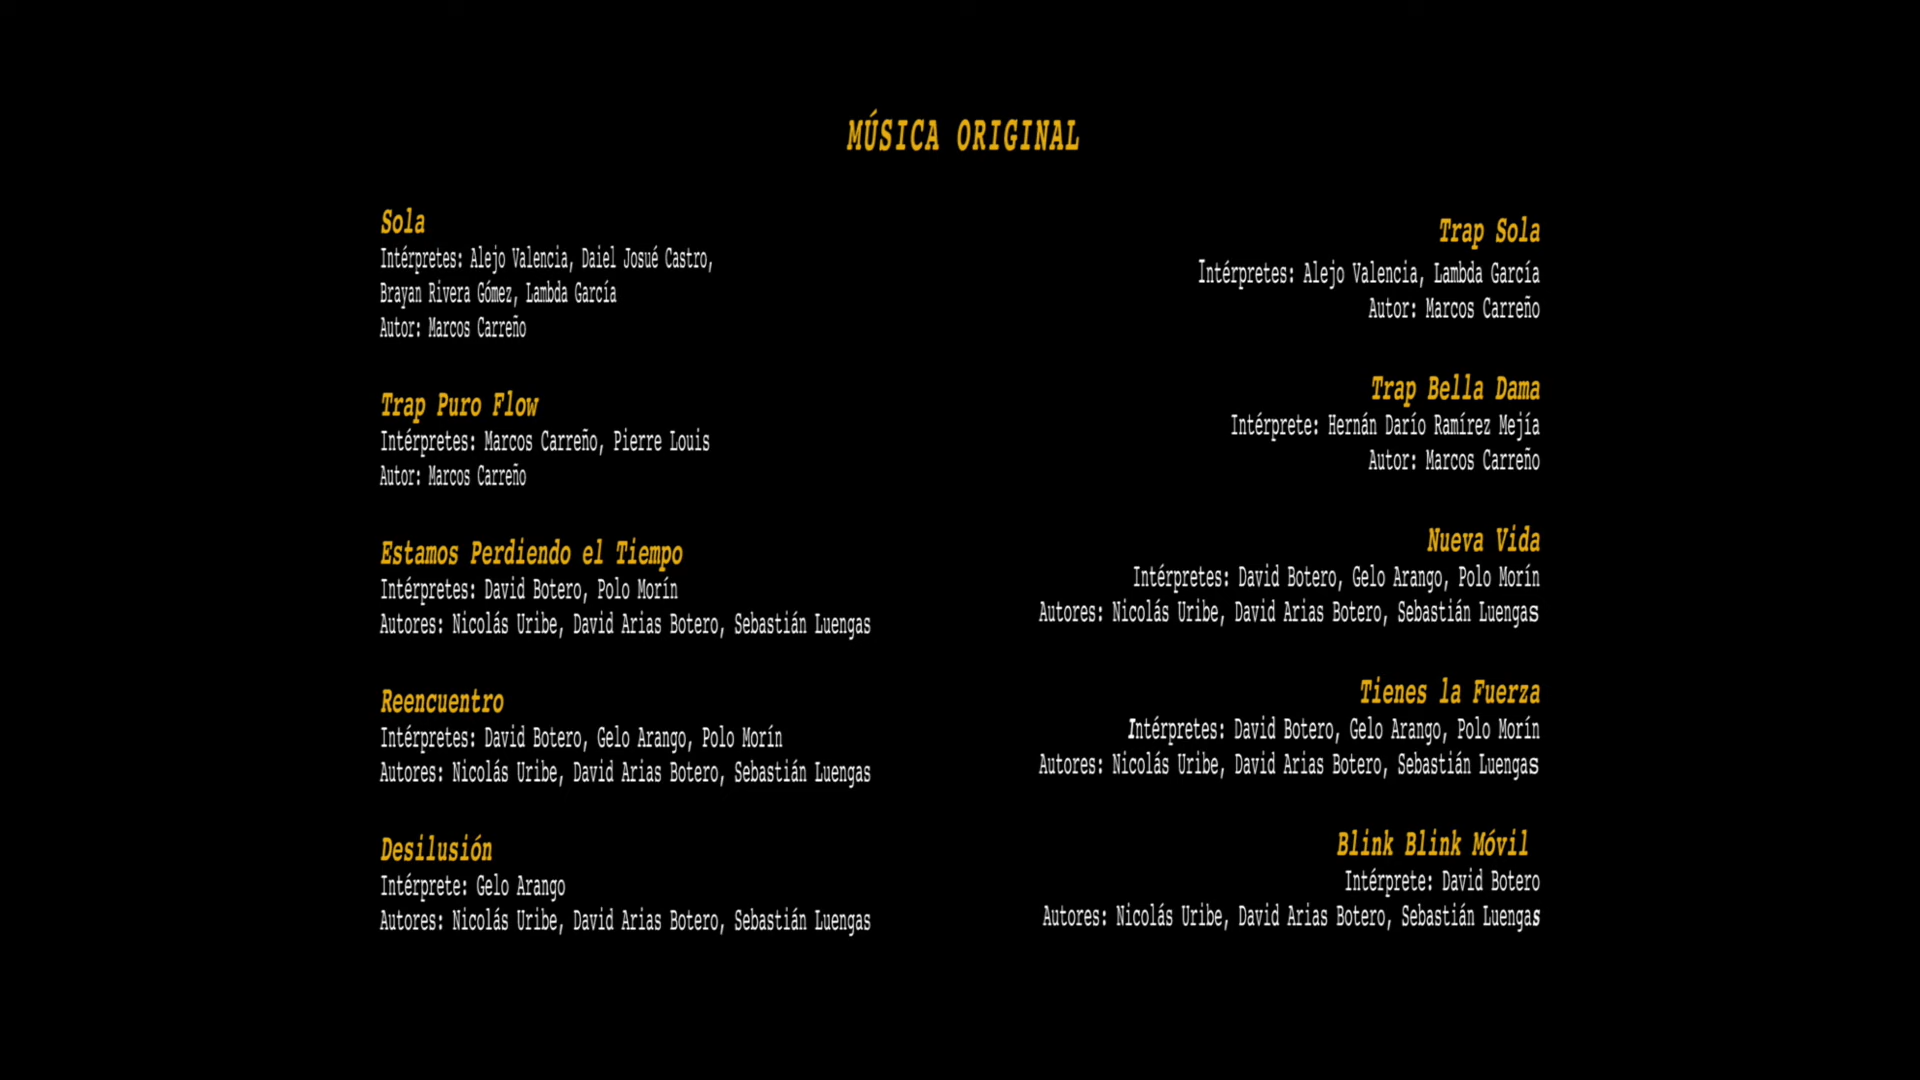 MÚSICA ORIGINAL
Sola
Intérpretes: Alejo Valencia, Daiel Josué Castro,
Brayan Rivera Gómez, Lambda García
Autor: Marcos Carreño
Trap Puro Flow
Intérpretes: Marcos Carreño, Pierre Louis
Autor: Marcos Carreño
Estamos Perdiendo el Tiempo
Intérpretes: David Botero, Polo Morín
Autores: Nicolás Uribe, David Arias Botero, Sebastián Luengas
Reencuentro
Intérpretes: David Botero, Gelo Arango, Polo Morín
Autores: Nicolás Uribe, David Arias Botero, Sebastián Luengas
Desilusión
Intérprete: Gelo Arango
Autores: Nicolás Uribe, David Arias Botero, Sebastián Luengas
Trap Sola
Intérpretes: Alejo Valencia, Lambda García
Autor: Marcos Carreño
Trap Bella Dama
Intérprete: Hernán Darío Ramírez Mejía
Autor: Marcos Carreño
Nueva Vida
Intérpretes: David Botero, Gelo Arango, Polo Morín
Autores: Nicolás Uribe, David Arias Botero, Sebastián Luengas
Tienes la Fuerza
Intérpretes: David Botero, Gelo Arango, Polo Morín
Autores: Nicolás Uribe, David Arias Botero, Sebastián Luengas
Blink Blink Móvil
Intérprete: David Botero
Autores: Nicolás Uribe, David Arias Botero, Sebastián Luengas